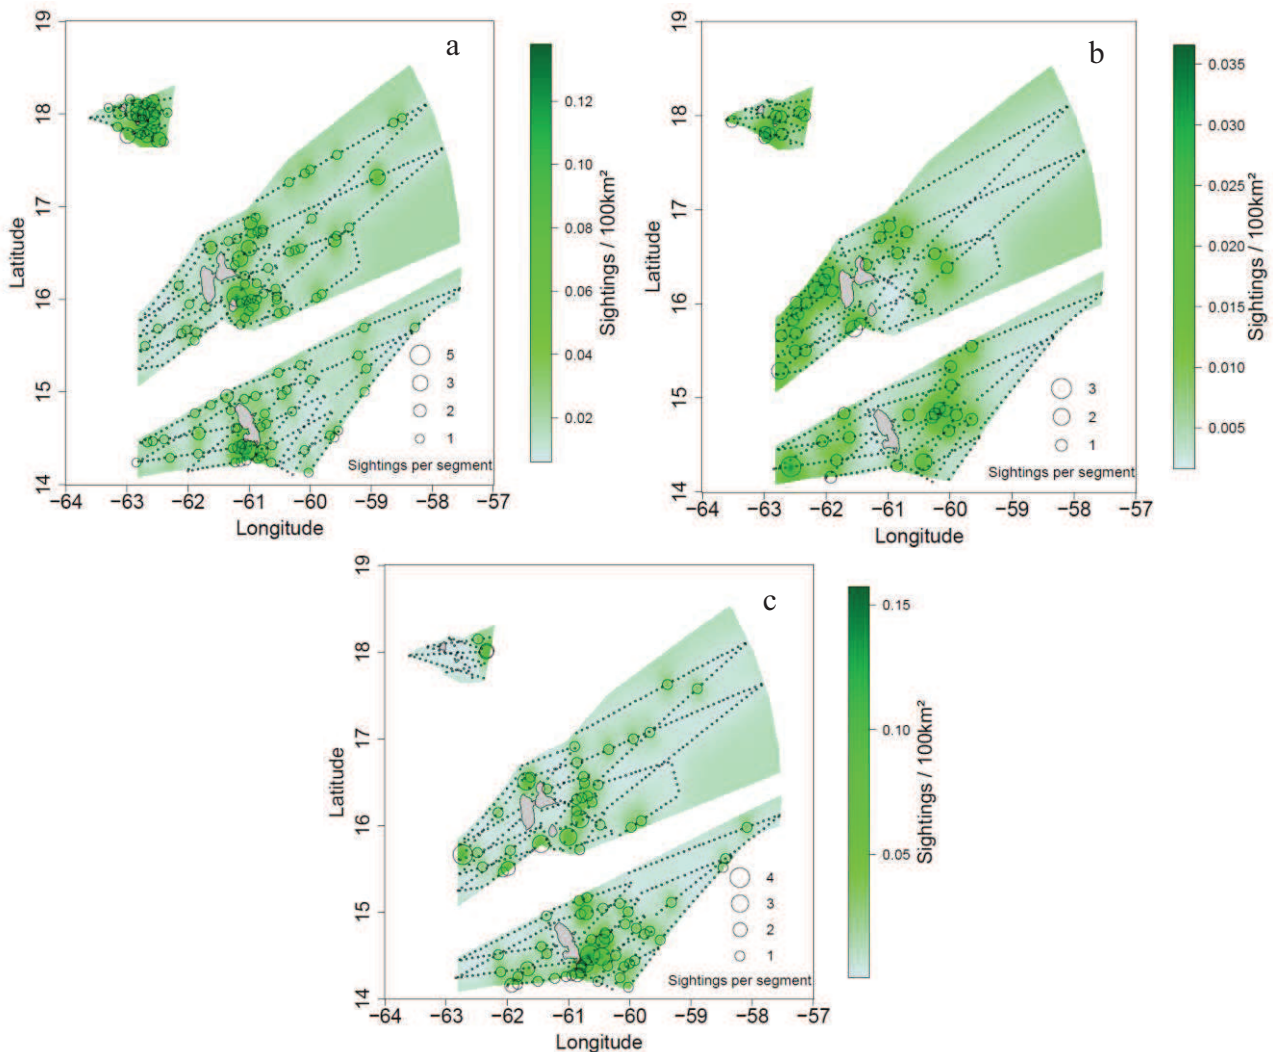 a
19
18
17
16
15
14
Latitude
−64 −63 −62 −61 −60 −59 −58 −57
Longitude
5
3
2
1
Sightings per segment
0.12
0.10
0.08
0.06
0.04
0.02
Sightings / 100km²
b
19
18
17
16
15
14
Latitude
−64 −63 −62 −61 −60 −59 −58 −57
Longitude
3
2
1
Sightings per segment
0.035
0.030
0.025
0.020
0.015
0.010
0.005
Sightings / 100km²
c
19
18
17
16
15
14
Latitude
−64 −63 −62 −61 −60 −59 −58 −57
Longitude
4
3
2
1
Sightings per segment
0.15
0.10
0.05
Sightings / 100km²